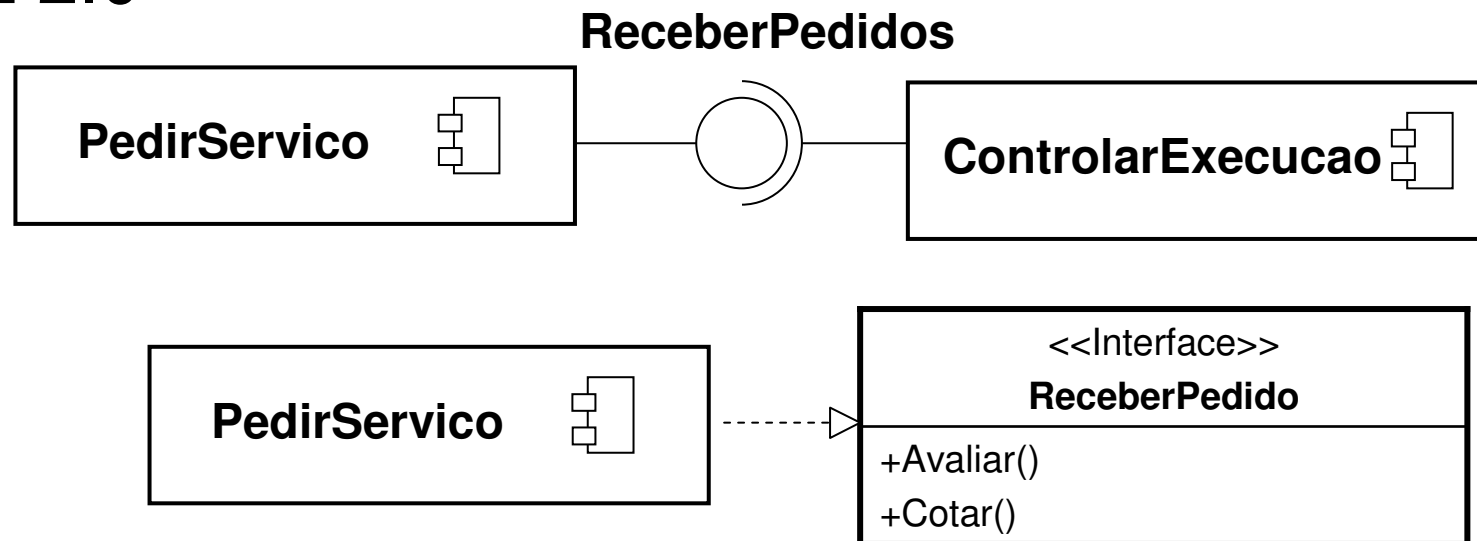 ReceberPedidos
PedirServico
ControlarExecucao
<<Interface>>
ReceberPedido
PedirServico
+Avaliar()
+Cotar()